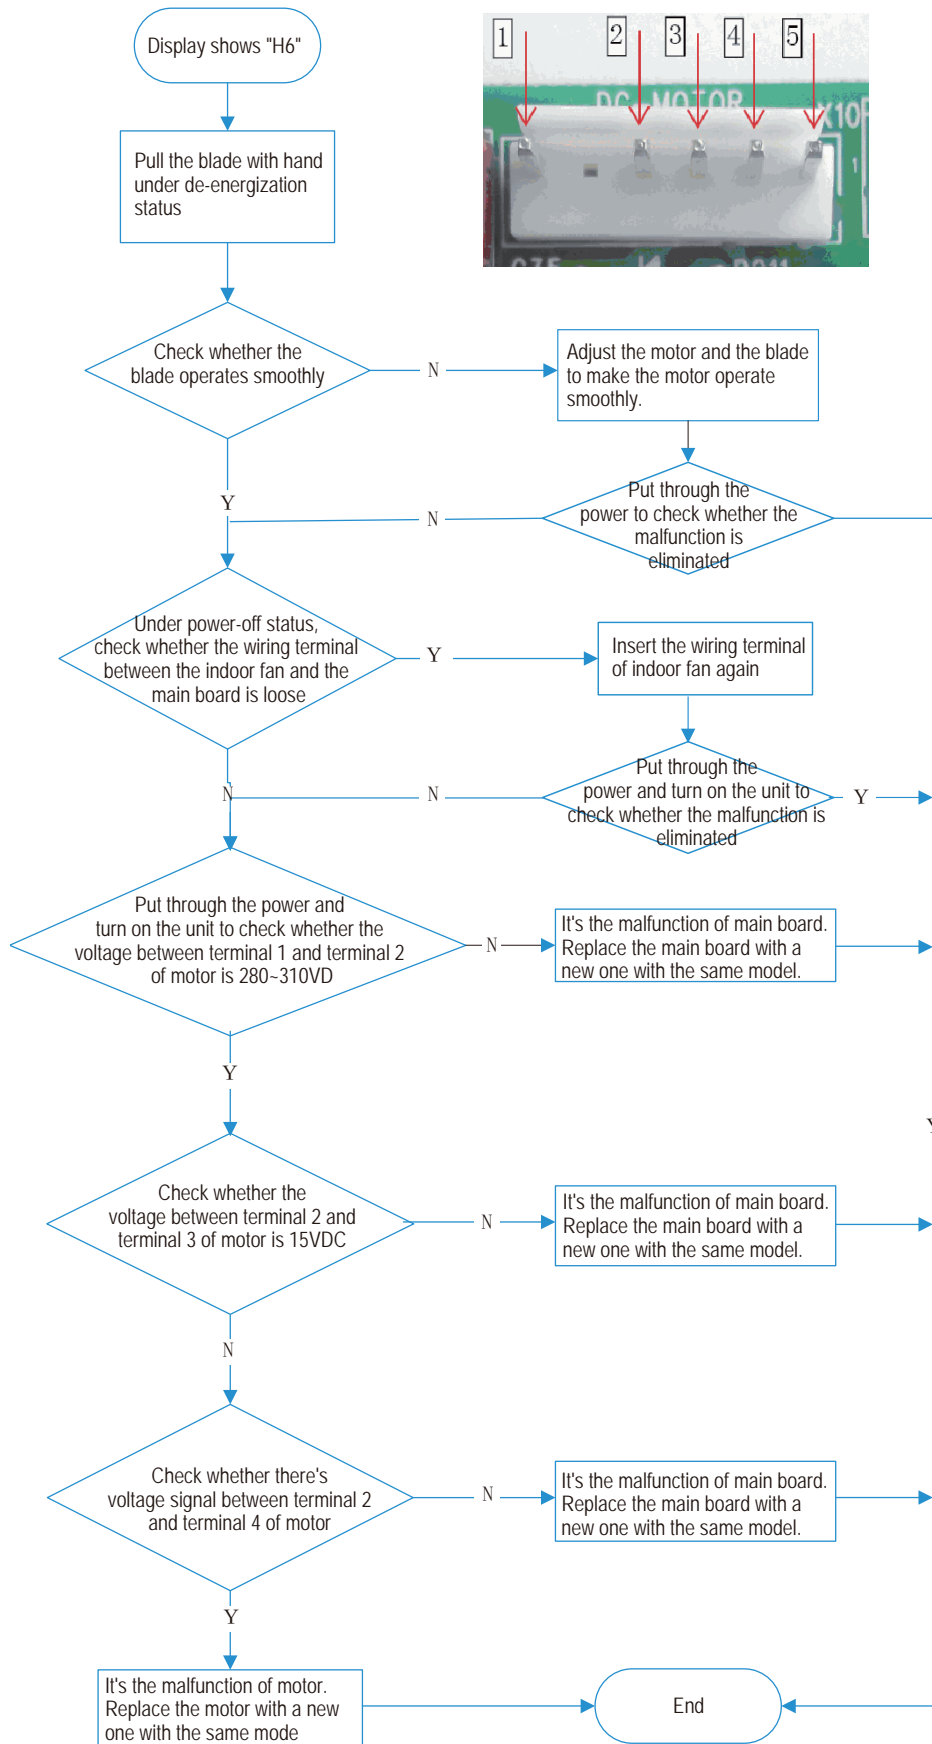 Display shows "H6"
1
2
3
4
5
DC MOTOR
X10
1
Pull the blade with hand
under de-energization
status
Check whether the
blade operates smoothly
N
Adjust the motor and the blade
to make the motor operate
smoothly.
Y
N
Put through the
power to check whether the
malfunction is
eliminated
Under power-off status,
check whether the wiring terminal
between the indoor fan and the
main board is loose
Y
Insert the wiring terminal
of indoor fan again
N
N
Put through the
power and turn on the unit to
check whether the malfunction is
eliminated
Y
Put through the power and
turn on the unit to check whether the
voltage between terminal 1 and terminal 2
of motor is 280~310VD
N
It's the malfunction of main board.
Replace the main board with a
new one with the same model.
Y
Y
Check whether the
voltage between terminal 2 and
terminal 3 of motor is 15VDC
N
It's the malfunction of main board.
Replace the main board with a
new one with the same model.
N
Check whether there's
voltage signal between terminal 2
and terminal 4 of motor
N
It's the malfunction of main board.
Replace the main board with a
new one with the same model.
Y
It's the malfunction of motor.
Replace the motor with a new
one with the same mode
End